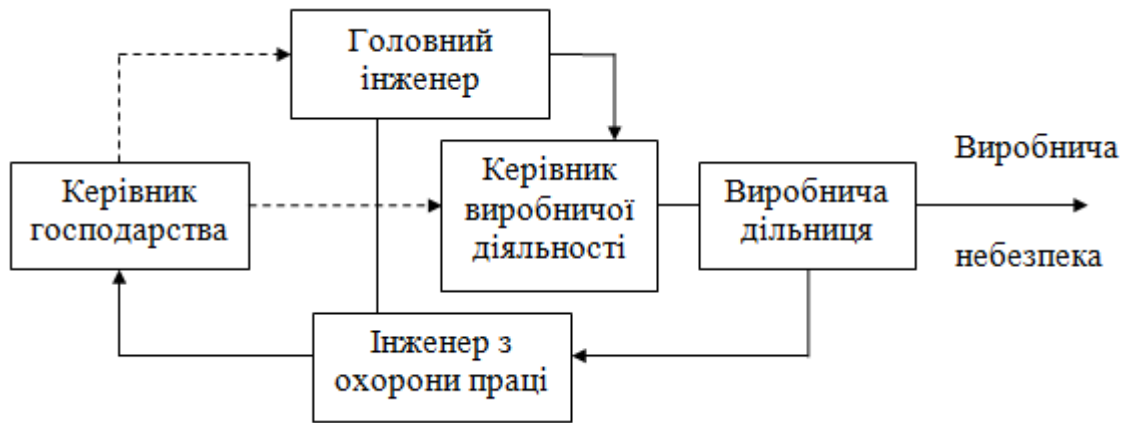 Головний
інженер
Керівник
господарства
Керівник
виробничої
діяльності
Виробнича
дільниця
Виробнича
небезпека
Інженер з
охорони праці